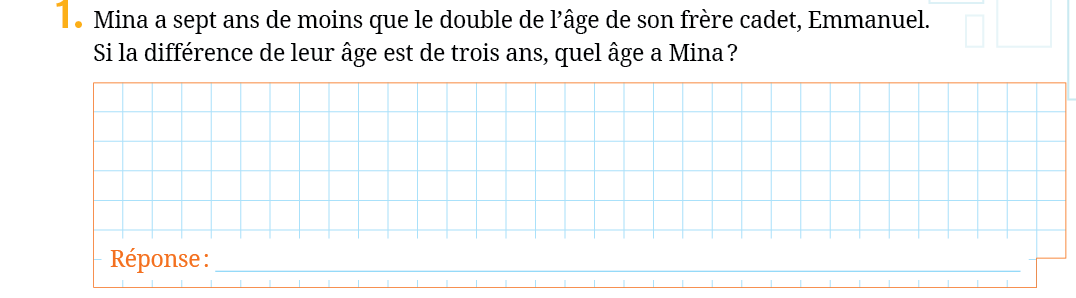 1. Mina a sept ans de moins que le double de l’âge de son frère cadet, Emmanuel.
Si la différence de leur âge est de trois ans, quel âge a Mina ?
Réponse :